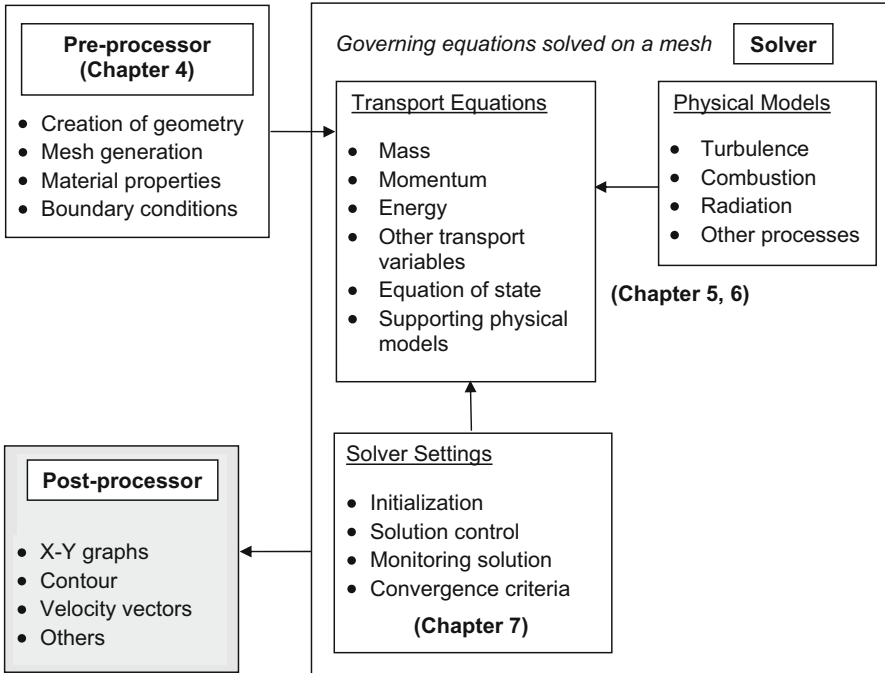 Pre-processor
(Chapter 4)
• Creation of geometry
• Mesh generation
• Material properties
• Boundary conditions
Governing equations solved on a mesh
Solver
Transport Equations
• Mass
• Momentum
• Energy
• Other transport
variables
• Equation of state
• Supporting physical
models
Physical Models
• Turbulence
• Combustion
• Radiation
• Other processes
(Chapter 5, 6)
Solver Settings
• Initialization
• Solution control
• Monitoring solution
• Convergence criteria
(Chapter 7)
Post-processor
• X-Y graphs
• Contour
• Velocity vectors
• Others